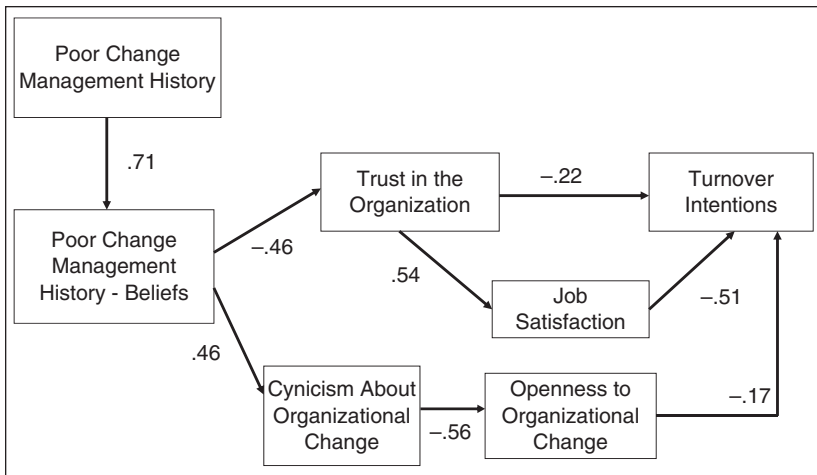 Poor Change
Management History
.71
Poor Change
Management
History - Beliefs
–.46
.46
Trust in the
Organization
–.22
Turnover
Intentions
.54
Job
Satisfaction
–.51
Cynicism About
Organizational
Change
–.56
Openness to
Organizational
Change
–.17